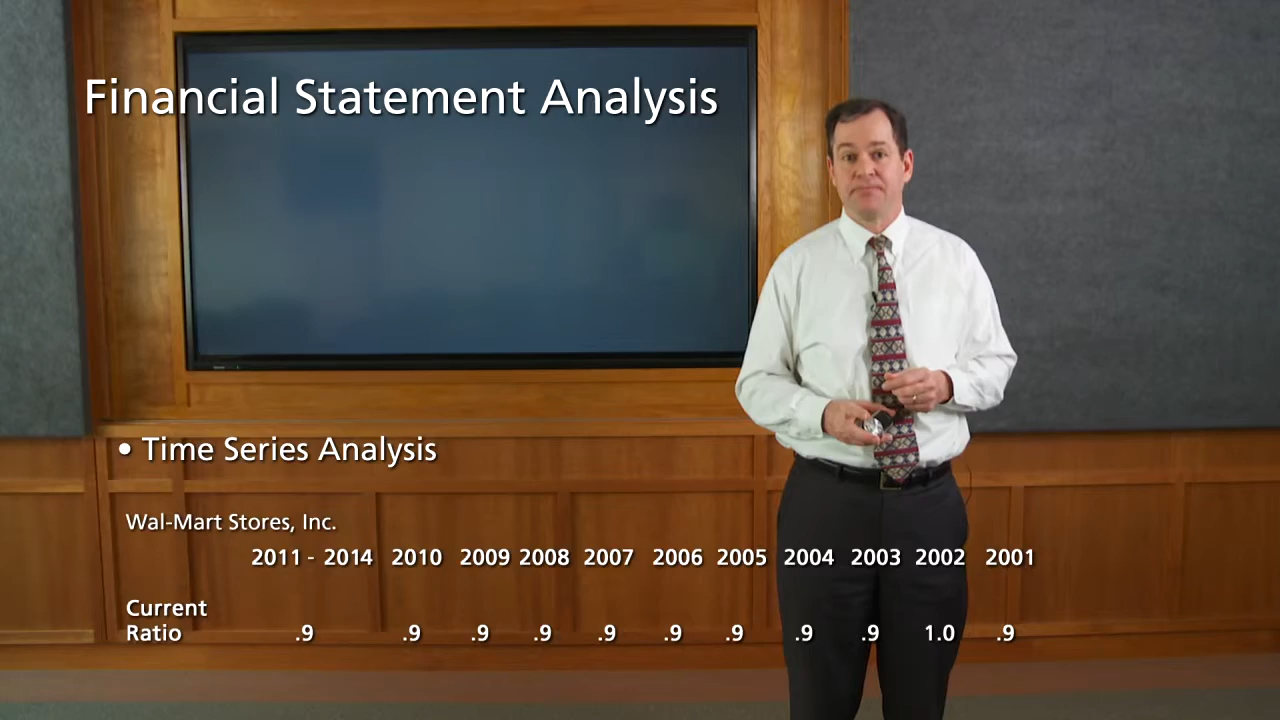 Financial Statement Analysis
• Time Series Analysis
Wal-Mart Stores, Inc.
2011 - 2014 2010 2009 2008 2007 2006 2005 2004 2003 2002 2001
Current
Ratio .9 .9 .9 .9 .9 .9 .9 .9 .9 1.0 .9